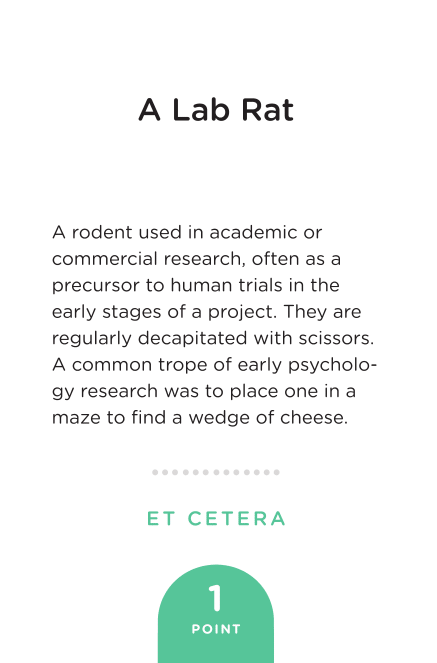 A Lab Rat
A rodent used in academic or
commercial research, often as a
precursor to human trials in the
early stages of a project. They are
regularly decapitated with scissors.
A common trope of early psycholo-
gy research was to place one in a
maze to find a wedge of cheese.
ET CETERA
1
POINT